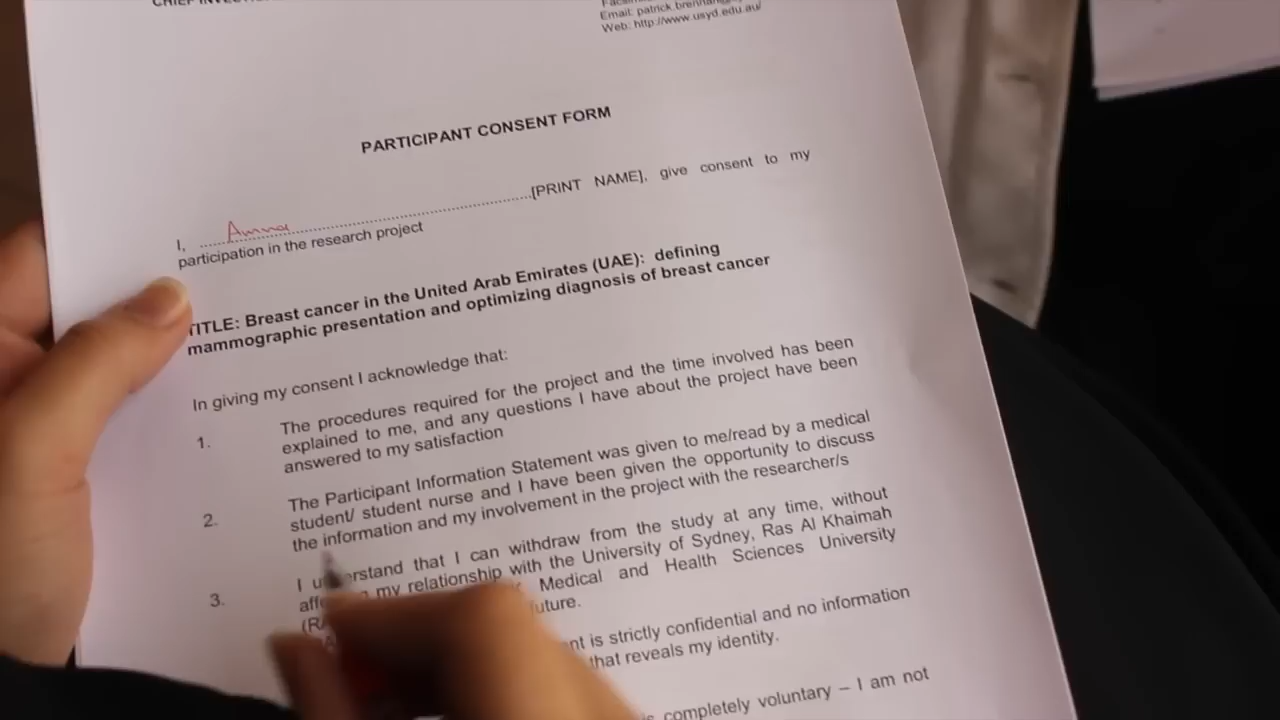 Email: patrick.brennan
Web: http://www.usyd.edu.au/
PARTICIPANT CONSENT FORM
I, ........Amna................................................[PRINT NAME], give consent to my
participation in the research project
TITLE: Breast cancer in the United Arab Emirates (UAE): defining
mammographic presentation and optimizing diagnosis of breast cancer
In giving my consent I acknowledge that:
1. The procedures required for the project and the time involved has been
explained to me, and any questions I have about the project have been
answered to my satisfaction
2. The Participant Information Statement was given to me/read by a medical
student/ student nurse and I have been given the opportunity to discuss
the information and my involvement in the project with the researcher/s
3. I understand that I can withdraw from the study at any time, without
my relationship with the University of Sydney, Ras Al Khaimah
Medical and Health Sciences University
future.
is strictly confidential and no information
that reveals my identity.
completely voluntary – I am not